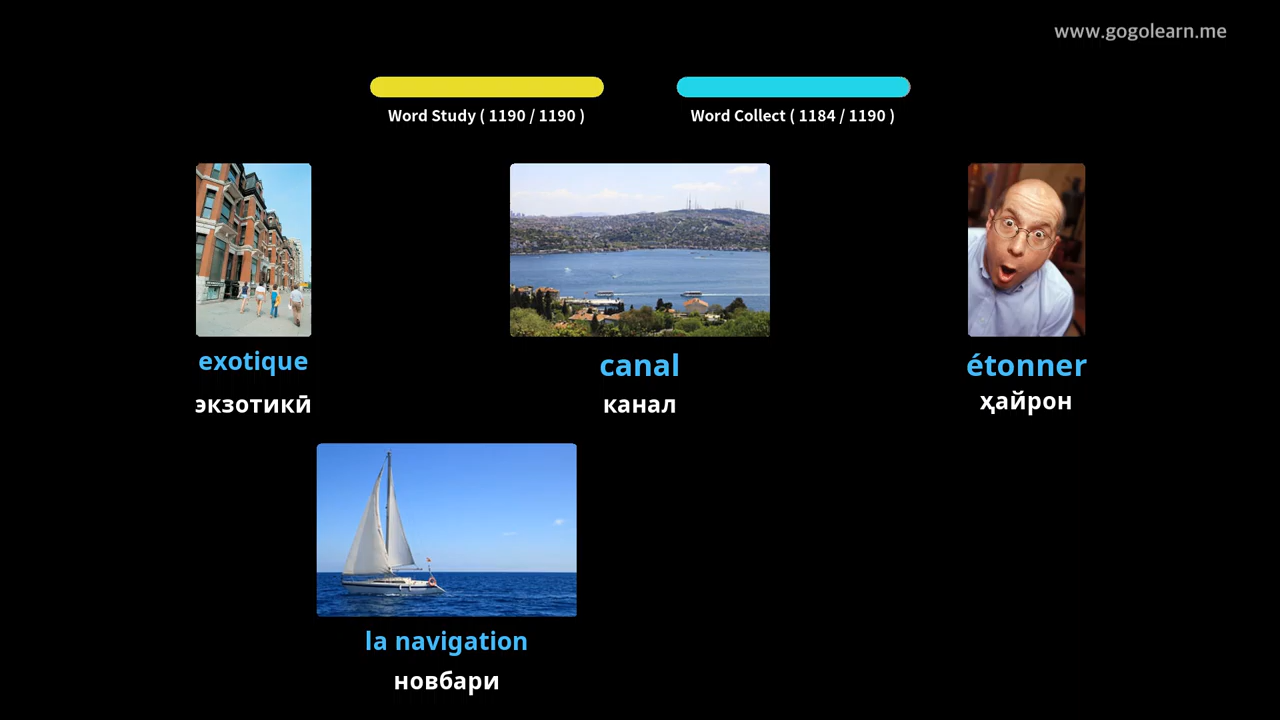 www.gogolearn.me
Word Study ( 1190 / 1190 )
Word Collect ( 1184 / 1190 )
exotique
экзотикӣ
canal
канал
étonner
ҳайрон
la navigation
новбари